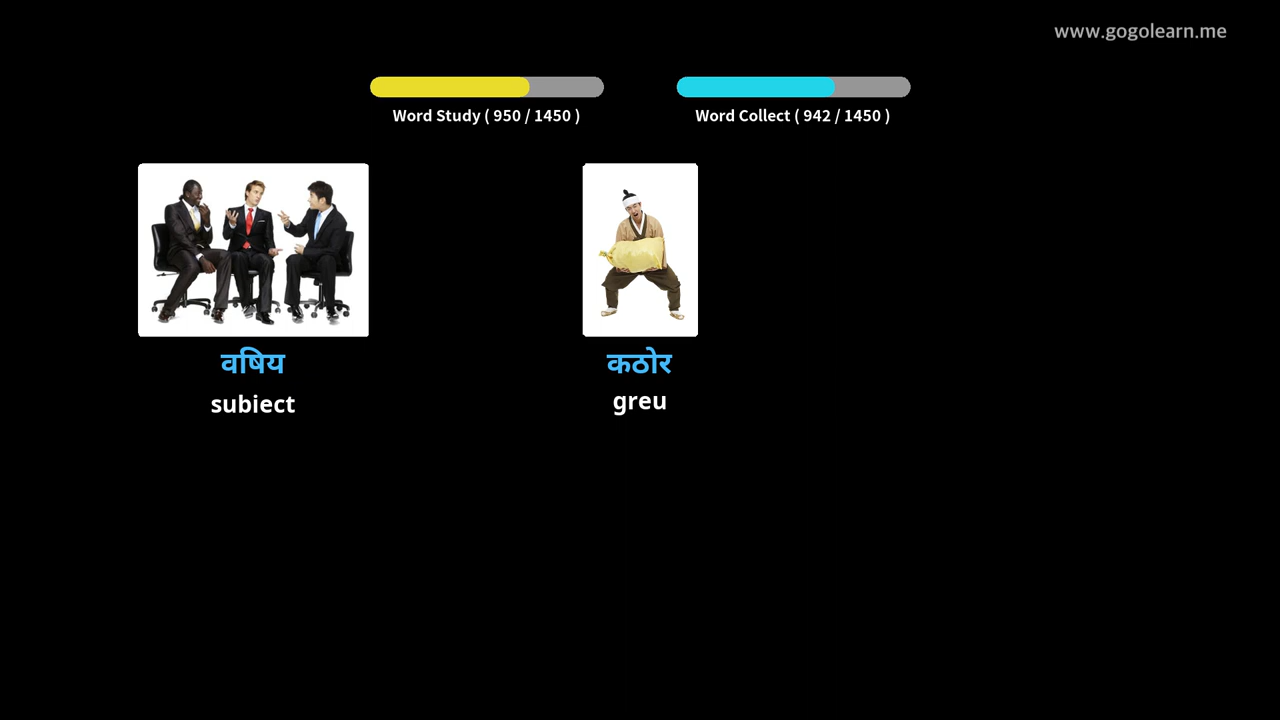 www.gogolearn.me
Word Study ( 950 / 1450 )
Word Collect ( 942 / 1450 )
वषिय
कठोर
subiect
greu